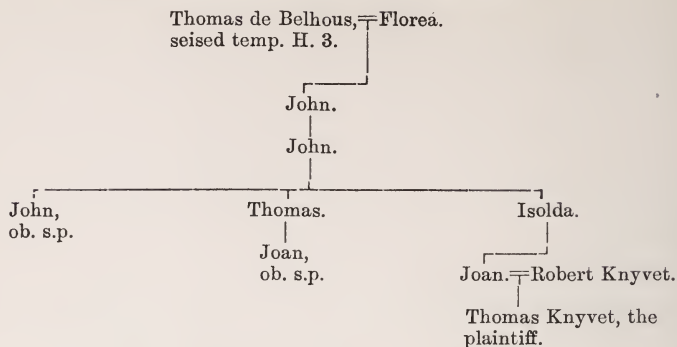 Thomas de Belhous, Florea.
seised temp. H. 3.
John.
John.
John,
ob. s.p.
Thomas.
Isolda.
Joan,
ob. s.p.
Joan. Robert Knyvet.
Thomas Knyvet, the
plaintiff.